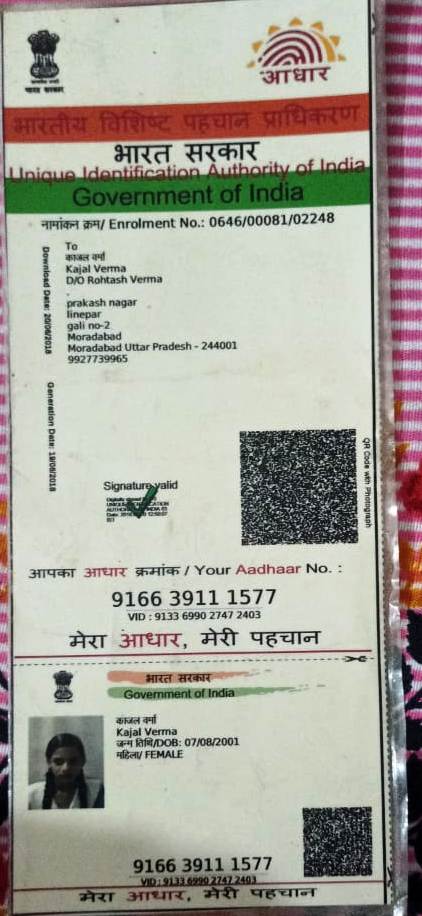 भारत सरकार
आधार
भारतीय विशिष्ट पहचान प्राधिकरण
भारत सरकार
Unique Identification Authority of India
Government of India
नामांकन क्रम/ Enrolment No.: 0646/00081/02248
Download Date: 20/06/2018
Generation Date: 19/06/2018
To
काजल वर्मा
Kajal Verma
D/O Rohtash Verma
prakash nagar
linepar
gali no-2
Moradabad
Moradabad Uttar Pradesh - 244001
9927739965
Signature valid
QR Code with Photograph
आपका आधार क्रमांक / Your Aadhaar No. :
9166 3911 1577
VID : 9133 6990 2747 2403
मेरा आधार, मेरी पहचान
भारत सरकार
Government of India
काजल वर्मा
Kajal Verma
जन्म तिथि/DOB: 07/08/2001
महिला/ FEMALE
9166 3911 1577
VID : 9133 6990 2747 2403
मेरा आधार, मेरी पहचान